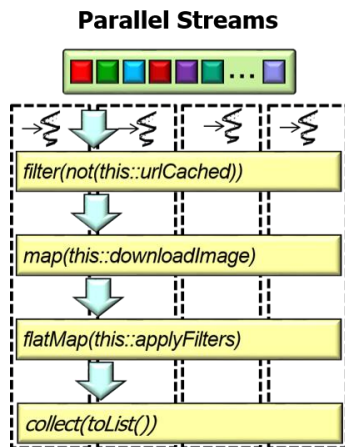 Parallel Streams
...
filter(not(this::urlCached))
map(this::downloadImage)
flatMap(this::applyFilters)
collect(toList())